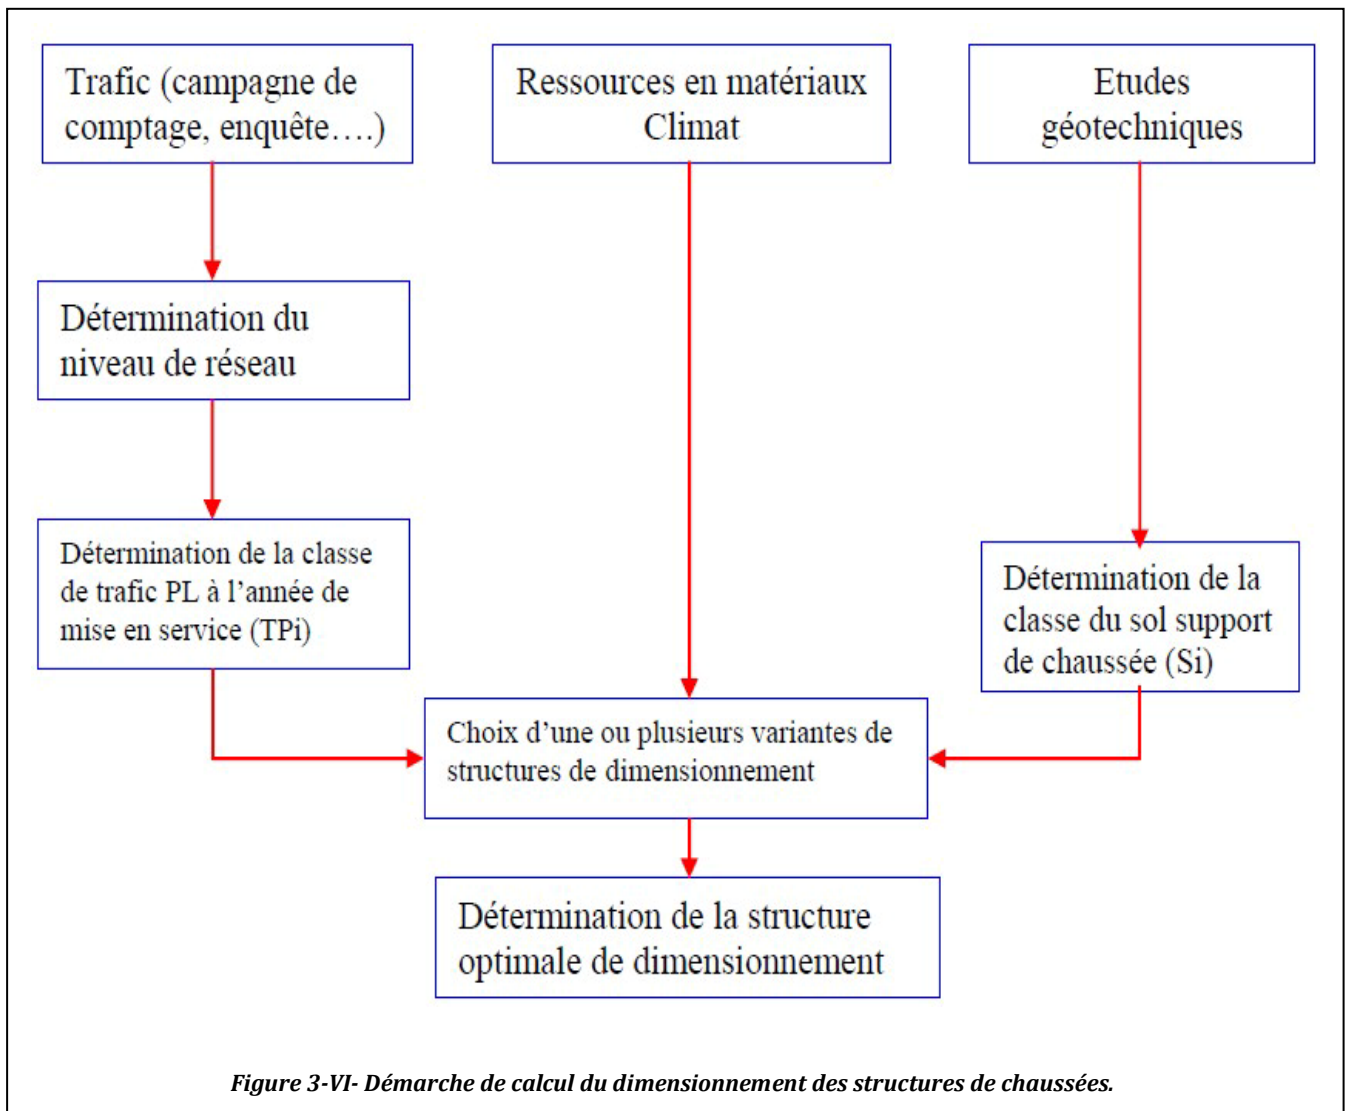 Trafic (campagne de
comptage, enquête….)
Ressources en matériaux
Climat
Etudes
géotechniques
Détermination du
niveau de réseau
Détermination de la classe
de trafic PL à l’année de
mise en service (TPi)
Détermination de la
classe du sol support
de chaussée (Si)
Choix d’une ou plusieurs variantes de
structures de dimensionnement
Détermination de la structure
optimale de dimensionnement
Figure 3-VI- Démarche de calcul du dimensionnement des structures de chaussées.